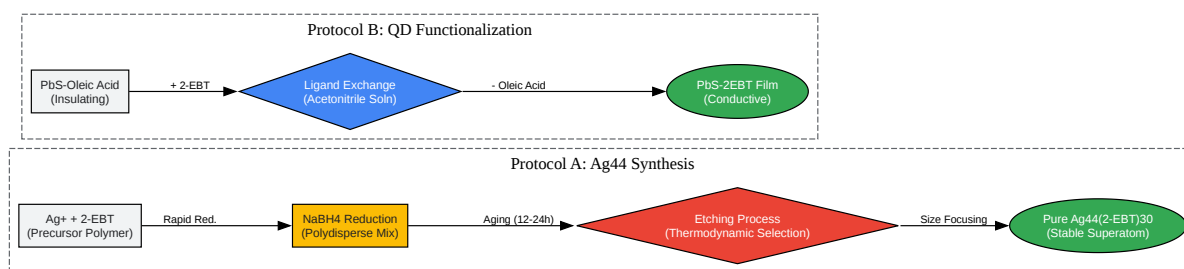 Protocol B: QD Functionalization
PbS-Oleic Acid
(Insulating)
+ 2-EBT
Ligand Exchange
(Acetonitrile Soln)
- Oleic Acid
PbS-2EBT Film
(Conductive)
Protocol A: Ag44 Synthesis
Ag+ + 2-EBT
(Precursor Polymer)
Rapid Red.
NaBH4 Reduction
(Polydisperse Mix)
Aging (12-24h)
Etching Process
(Thermodynamic Selection)
Size Focusing
Pure Ag44(2-EBT)30
(Stable Superatom)